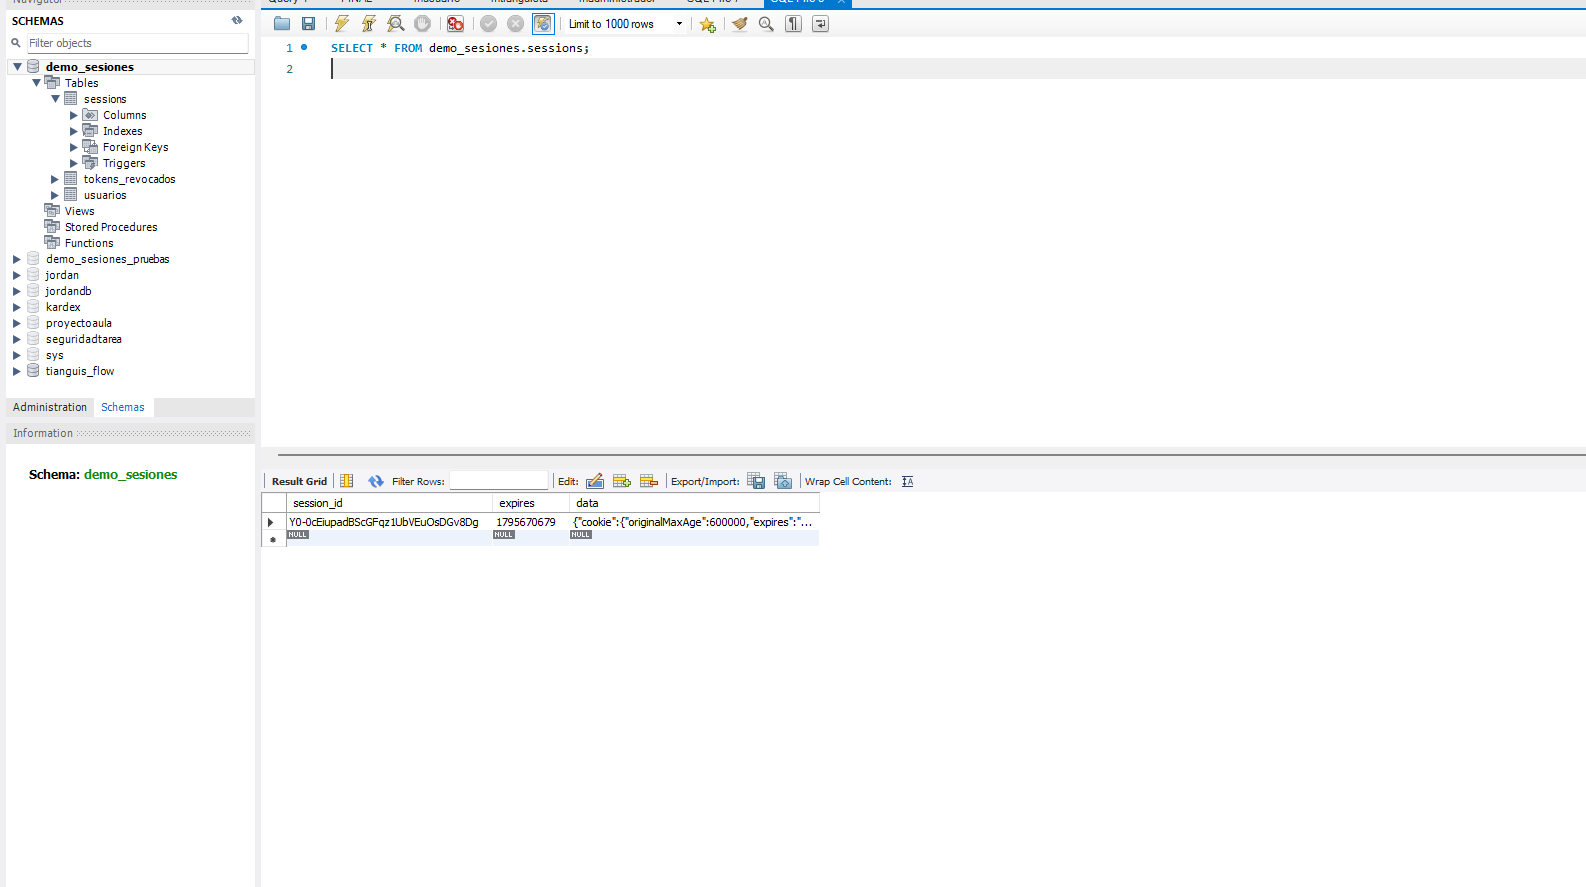 SCHEMAS
Filter objects
demo_sesiones
Tables
sessions
Columns
Indexes
Foreign Keys
Triggers
tokens_revocados
usuarios
Views
Stored Procedures
Functions
demo_sesiones_pruebas
jordan
jordandb
kardex
proyectoaula
seguridadtarea
sys
tianguis_flow
Administration Schemas
Information
Schema: demo_sesiones
Limit to 1000 rows
1 SELECT * FROM demo_sesiones.sessions;
2
Result Grid Filter Rows: Edit: Export/Import: Wrap Cell Content:
session_id expires data
Y0-0cEiupadBScGFqz1UbVEuOsDGv8Dg 1795670679 {"cookie":{"originalMaxAge":600000,"expires":"...
NULL NULL NULL